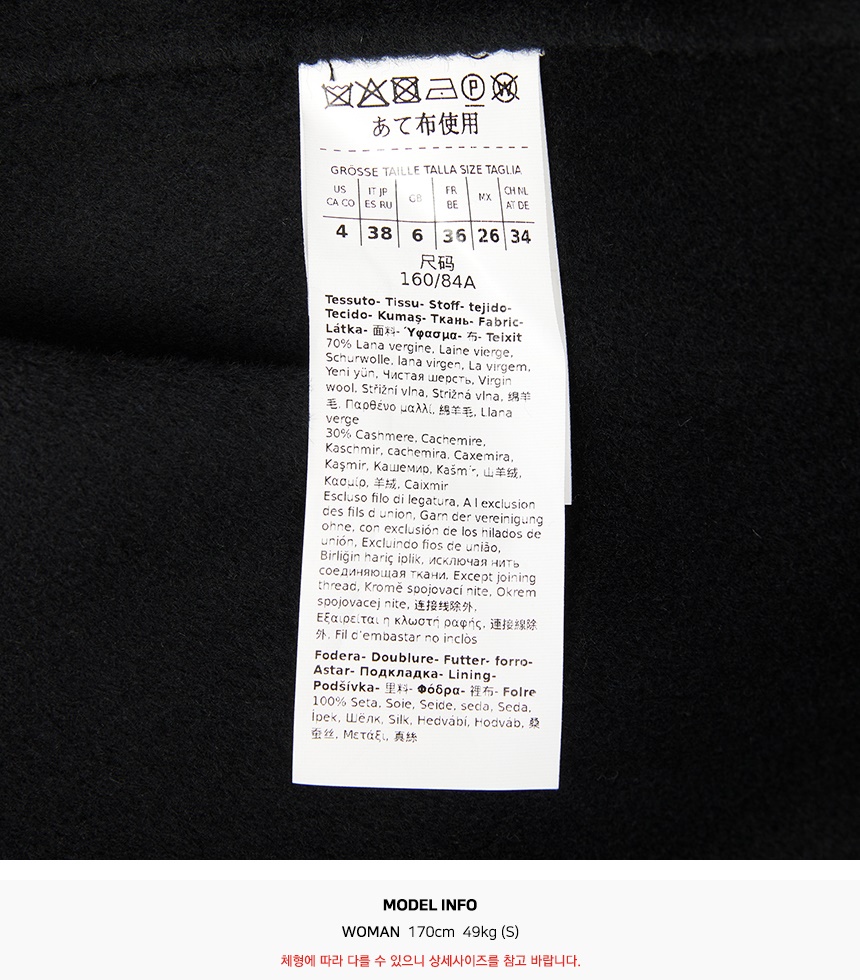 あて布使用
GRÖSSE TAILLE TALLA SIZE TAGLIA
US CA CO IT JP ES RU GB FR BE MX CH NL AT DE
4 38 6 36 26 34
尺码
160/84A
Tessuto- Tissu- Stoff- tejido-
Tecido- Kumaş- Ткань- Fabric-
Látka- 面料- Ύφασμα- 布- Teixit
70% Lana vergine, Laine vierge,
Schurwolle, lana virgen, La virgem,
Yeni yün, Чистая шерсть, Virgin
wool, Střižní vlna, Strižná vlna, 绵羊
毛, Παρθένο μαλλί, 绵羊毛, Llana
verge
30% Cashmere, Cachemire,
Kaschmir, cachemira, Caxemira,
Kaşmir, Кашемир, Kašmír, 山羊绒,
Κασμίρ, 羊绒, Caixmir
Escluso filo di legatura, A l exclusion
des fils d union, Garn der vereinigung
ohne, con exclusión de los hilados de
unión, Excluindo fios de união,
Birliğin hariç iplik, исключая нить
соединяющая ткани, Except joining
thread, Kromě spojovací nite, Okrem
spojovacej nite, 连接线除外,
Εξαιρείται η κλωστή ραφής, 連接線除
外, Fil d'embastar no inclòs
Fodera- Doublure- Futter- forro-
Astar- Подкладка- Lining-
Podšívka- 里料- Φόδρα- 裡布- Folre
100% Seta, Soie, Seide, seda, Seda,
İpek, Шёлк, Silk, Hedvábí, Hodváb, 桑
蚕丝, Μετάξι, 真絲
MODEL INFO
WOMAN 170cm 49kg (S)
체형에 따라 다를 수 있으니 상세사이즈를 참고 바랍니다.